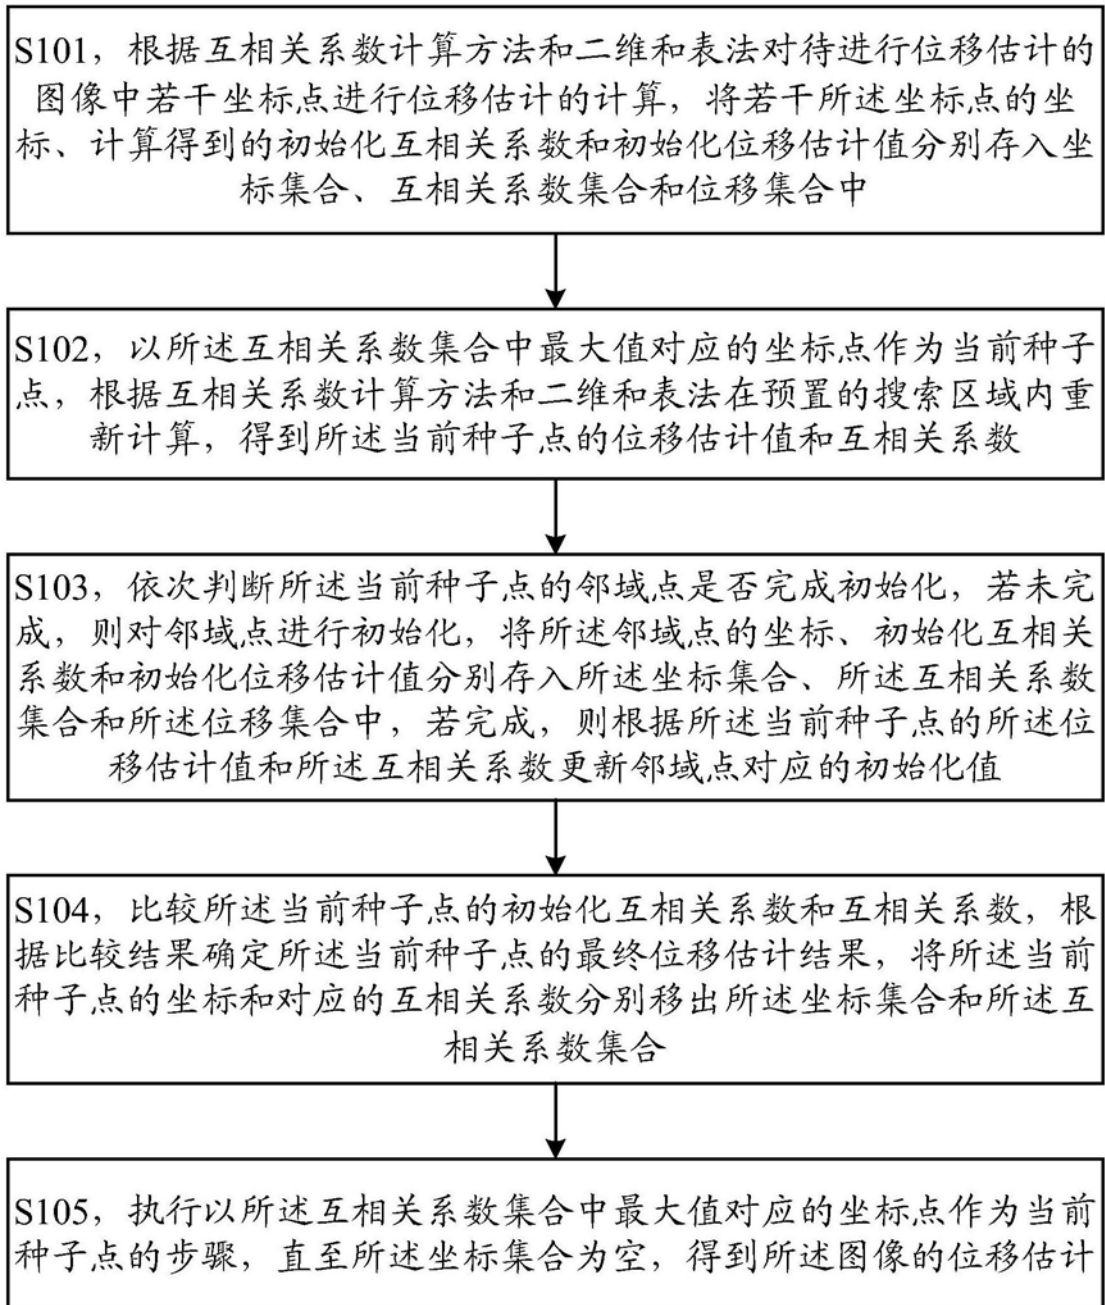 S101，根据互相关系数计算方法和二维和表法对待进行位移估计的
图像中若干坐标点进行位移估计的计算，将若干所述坐标点的坐
标、计算得到的初始化互相关系数和初始化位移估计值分别存入坐
标集合、互相关系数集合和位移集合中
S102，以所述互相关系数集合中最大值对应的坐标点作为当前种子
点，根据互相关系数计算方法和二维和表法在预置的搜索区域内重
新计算，得到所述当前种子点的位移估计值和互相关系数
S103，依次判断所述当前种子点的邻域点是否完成初始化，若未完
成，则对邻域点进行初始化，将所述邻域点的坐标、初始化互相关
系数和初始化位移估计值分别存入所述坐标集合、所述互相关系数
集合和所述位移集合中，若完成，则根据所述当前种子点的所述位
移估计值和所述互相关系数更新邻域点对应的初始化值
S104，比较所述当前种子点的初始化互相关系数和互相关系数，根
据比较结果确定所述当前种子点的最终位移估计结果，将所述当前
种子点的坐标和对应的互相关系数分别移出所述坐标集合和所述互
相关系数集合
S105，执行以所述互相关系数集合中最大值对应的坐标点作为当前
种子点的步骤，直至所述坐标集合为空，得到所述图像的位移估计